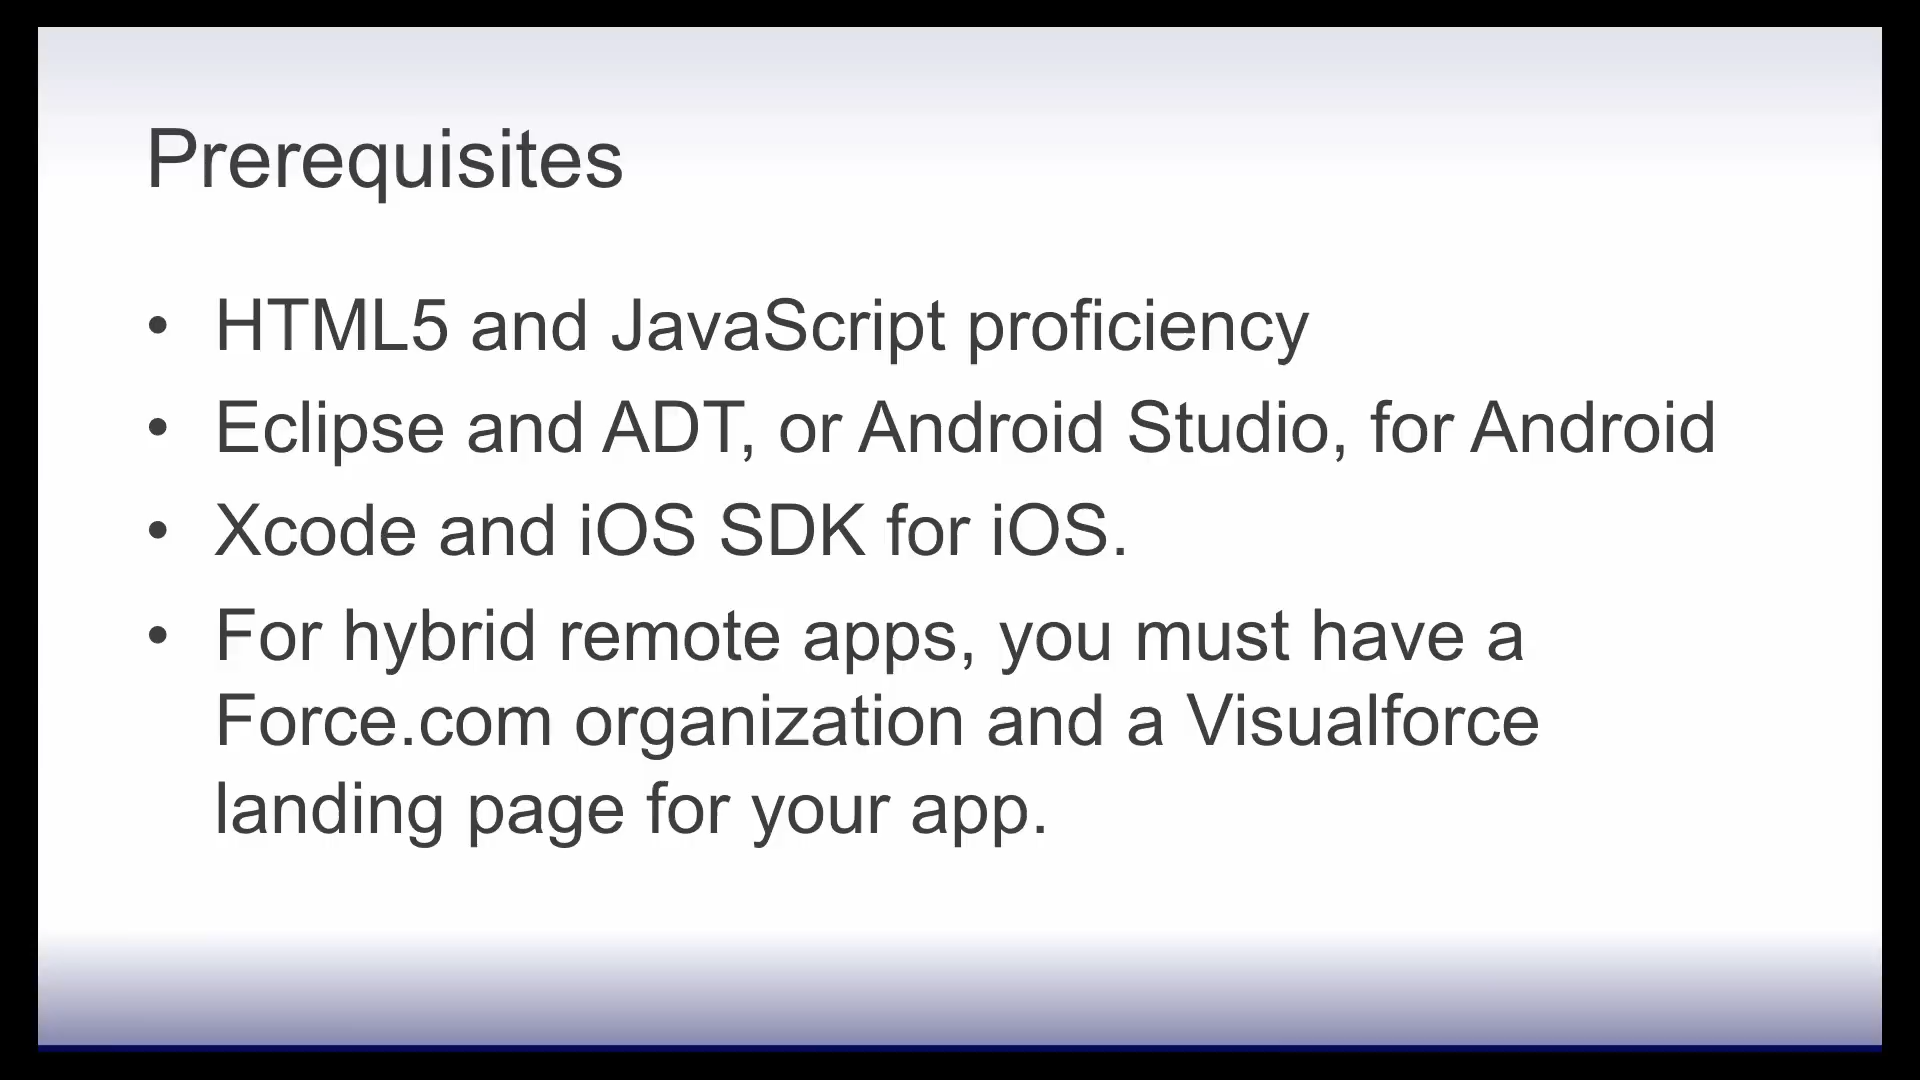 Prerequisites
• HTML5 and JavaScript proficiency
• Eclipse and ADT, or Android Studio, for Android
• Xcode and iOS SDK for iOS.
• For hybrid remote apps, you must have a
Force.com organization and a Visualforce
landing page for your app.